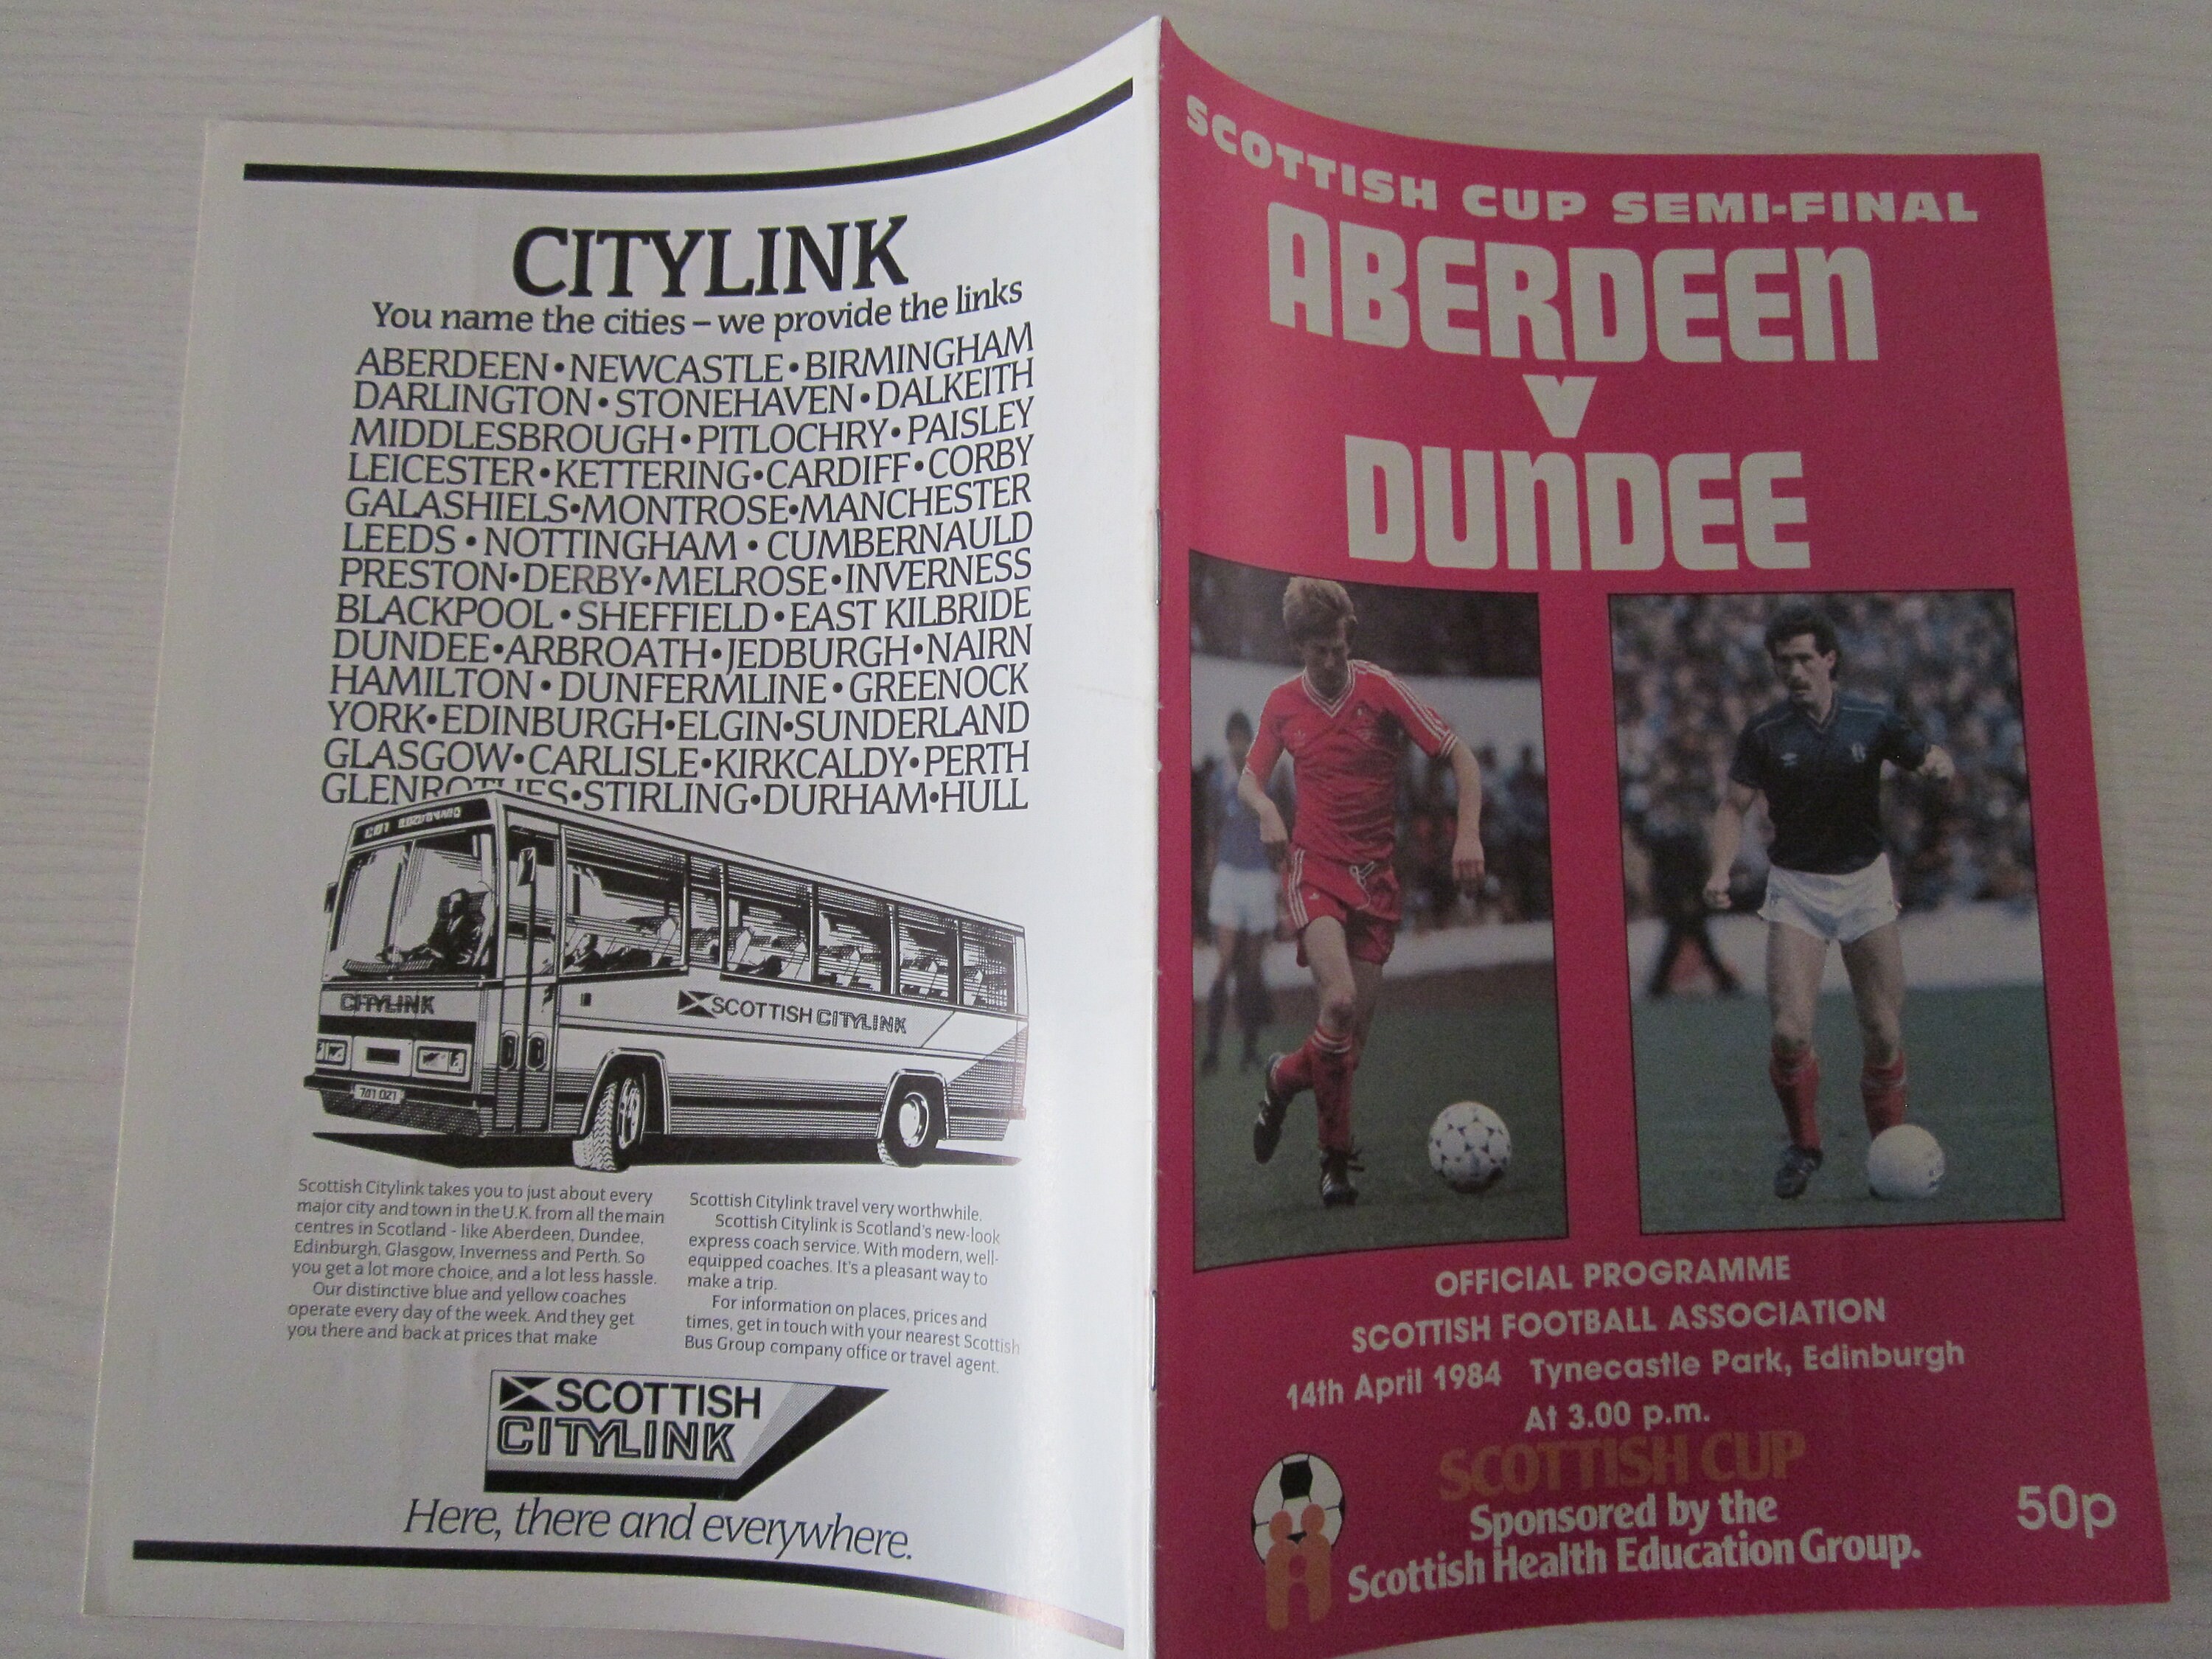 CITYLINK
You name the cities – we provide the links
ABERDEEN • NEWCASTLE • BIRMINGHAM
DARLINGTON • STONEHAVEN • DALKEITH
MIDDLESBROUGH • PITLOCHRY • PAISLEY
LEICESTER • KETTERING • CARDIFF • CORBY
GALASHIELS • MONTROSE • MANCHESTER
LEEDS • NOTTINGHAM • CUMBERNAULD
PRESTON • DERBY • MELROSE • INVERNESS
BLACKPOOL • SHEFFIELD • EAST KILBRIDE
DUNDEE • ARBROATH • JEDBURGH • NAIRN
HAMILTON • DUNFERMLINE • GREENOCK
YORK • EDINBURGH • ELGIN • SUNDERLAND
GLASGOW • CARLISLE • KIRKCALDY • PERTH
GLENROTHES • STIRLING • DURHAM • HULL
CITYLINK
SCOTTISH CITYLINK
Scottish Citylink takes you to just about every
major city and town in the U.K. from all the main
centres in Scotland - like Aberdeen, Dundee,
Edinburgh, Glasgow, Inverness and Perth. So
you get a lot more choice, and a lot less hassle.
Our distinctive blue and yellow coaches
operate every day of the week. And they get
you there and back at prices that make
Scottish Citylink travel very worthwhile.
Scottish Citylink is Scotland's new-look
express coach service. With modern, well-
equipped coaches. It's a pleasant way to
make a trip.
For information on places, prices and
times, get in touch with your nearest Scottish
Bus Group company office or travel agent.
SCOTTISH
CITYLINK
Here, there and everywhere.
SCOTTISH CUP SEMI-FINAL
ABERDEEN
V
DUNDEE
OFFICIAL PROGRAMME
SCOTTISH FOOTBALL ASSOCIATION
14th April 1984 Tynecastle Park, Edinburgh
At 3.00 p.m.
SCOTTISH CUP
Sponsored by the
Scottish Health Education Group.
50p